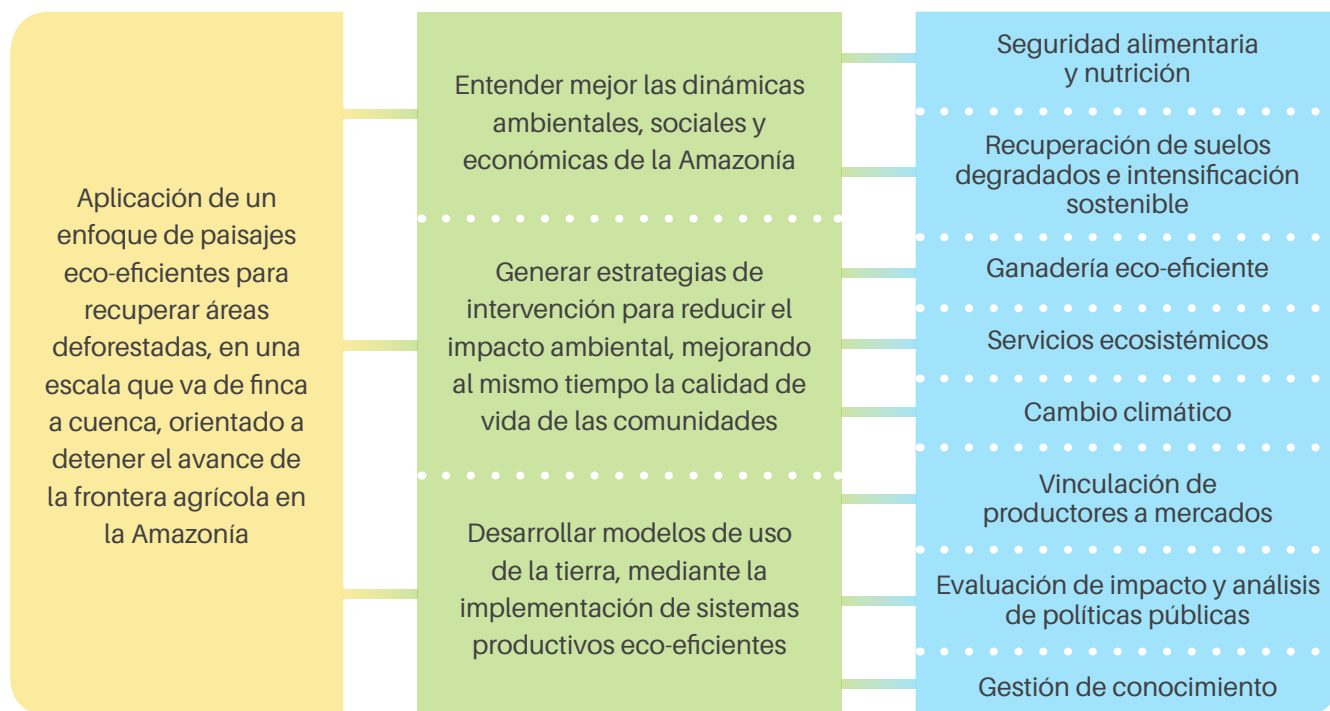 Aplicación de un
enfoque de paisajes
eco-eficientes para
recuperar áreas
deforestadas, en una
escala que va de finca
a cuenca, orientado a
detener el avance de
la frontera agrícola en
la Amazonía
Entender mejor las dinámicas
ambientales, sociales y
económicas de la Amazonía
Generar estrategias de
intervención para reducir el
impacto ambiental, mejorando
al mismo tiempo la calidad de
vida de las comunidades
Desarrollar modelos de uso
de la tierra, mediante la
implementación de sistemas
productivos eco-eficientes
Seguridad alimentaria
y nutrición
Recuperación de suelos
degradados e intensificación
sostenible
Ganadería eco-eficiente
Servicios ecosistémicos
Cambio climático
Vinculación de
productores a mercados
Evaluación de impacto y análisis
de políticas públicas
Gestión de conocimiento